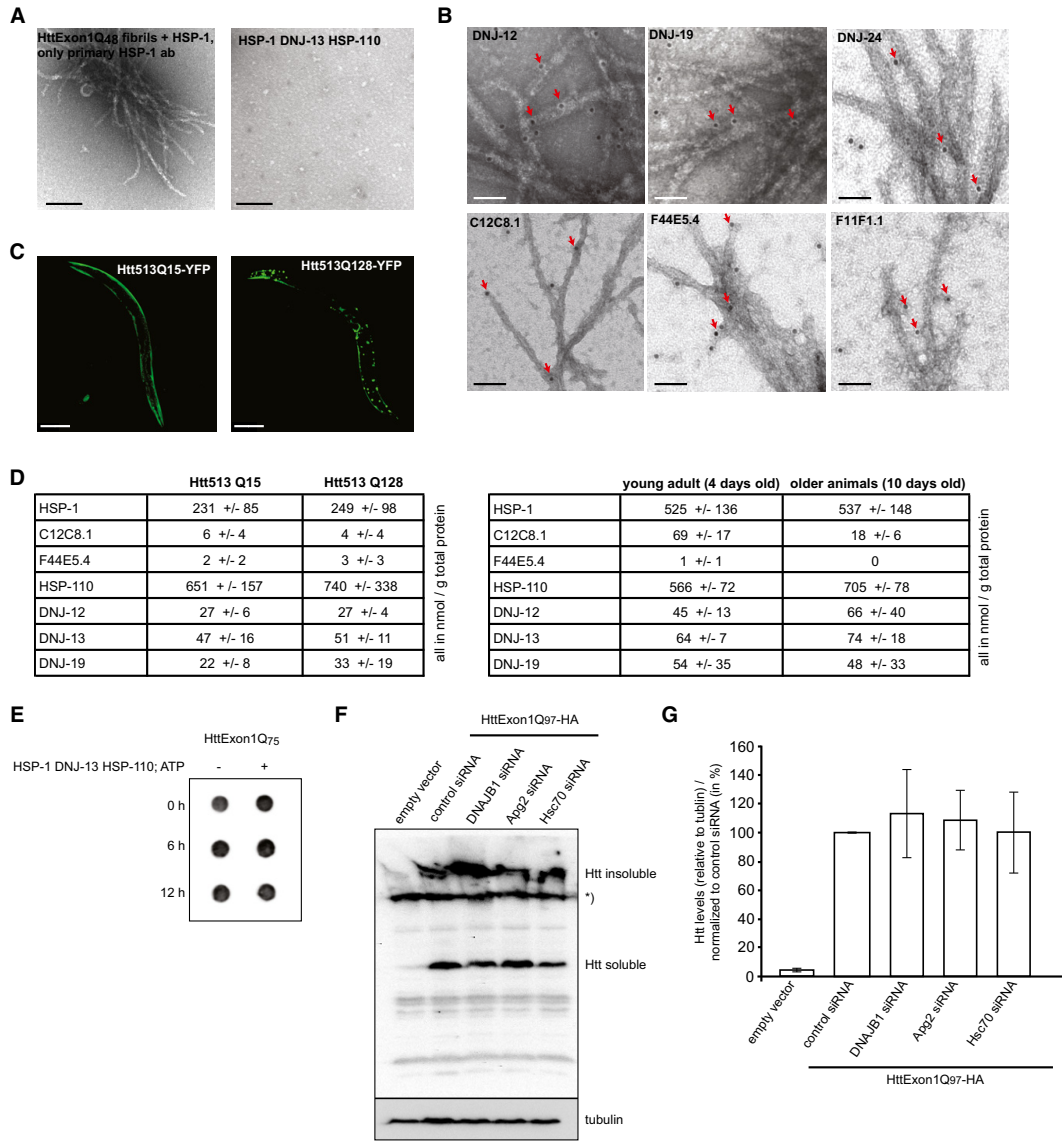 A
HttExon1Q48 fibrils + HSP-1,
only primary HSP-1 ab
HSP-1 DNJ-13 HSP-110
B
DNJ-12
DNJ-19
DNJ-24
C12C8.1
F44E5.4
F11F1.1
C
Htt513Q15-YFP
Htt513Q128-YFP
D
Htt513 Q15 Htt513 Q128
HSP-1 231 +/- 85 249 +/- 98
C12C8.1 6 +/- 4 4 +/- 4
F44E5.4 2 +/- 2 3 +/- 3
HSP-110 651 + /- 157 740 +/- 338
DNJ-12 27 +/- 6 27 +/- 4
DNJ-13 47 +/- 16 51 +/- 11
DNJ-19 22 +/- 8 33 +/- 19
all in nmol / g total protein
young adult (4 days old) older animals (10 days old)
HSP-1 525 +/- 136 537 +/- 148
C12C8.1 69 +/- 17 18 +/- 6
F44E5.4 1 +/- 1 0
HSP-110 566 +/- 72 705 +/- 78
DNJ-12 45 +/- 13 66 +/- 40
DNJ-13 64 +/- 7 74 +/- 18
DNJ-19 54 +/- 35 48 +/- 33
all in nmol / g total protein
E
HttExon1Q75
HSP-1 DNJ-13 HSP-110; ATP - +
0 h
6 h
12 h
F
HttExon1Q97-HA
empty vector
control siRNA
DNAJB1 siRNA
Apg2 siRNA
Hsc70 siRNA
Htt insoluble
*)
Htt soluble
tubulin
G
Htt levels (relative to tublin) /
normalized to control siRNA (in %)
160
140
120
100
80
60
40
20
0
empty vector
control siRNA
DNAJB1 siRNA
Apg2 siRNA
Hsc70 siRNA
HttExon1Q97-HA